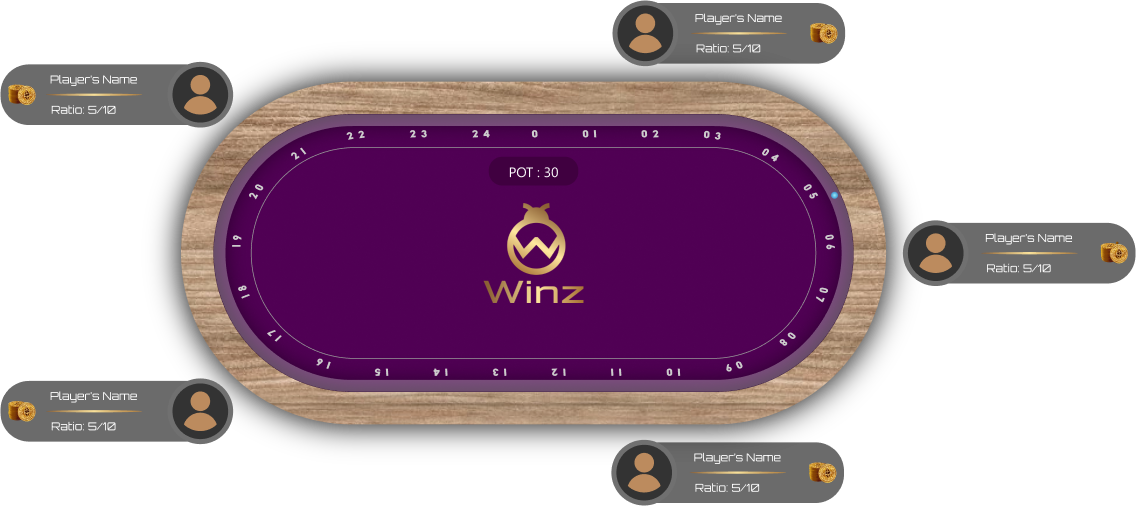 Player's Name
Ratio: 5/10
Player's Name
Ratio: 5/10
22 23 24 0 01 02 03
04
05
06
07
08
09
10
11
12
13
14
15
16
17
18
19
20
21
POT : 30
Winz
Player's Name
Ratio: 5/10
Player's Name
Ratio: 5/10
Player's Name
Ratio: 5/10